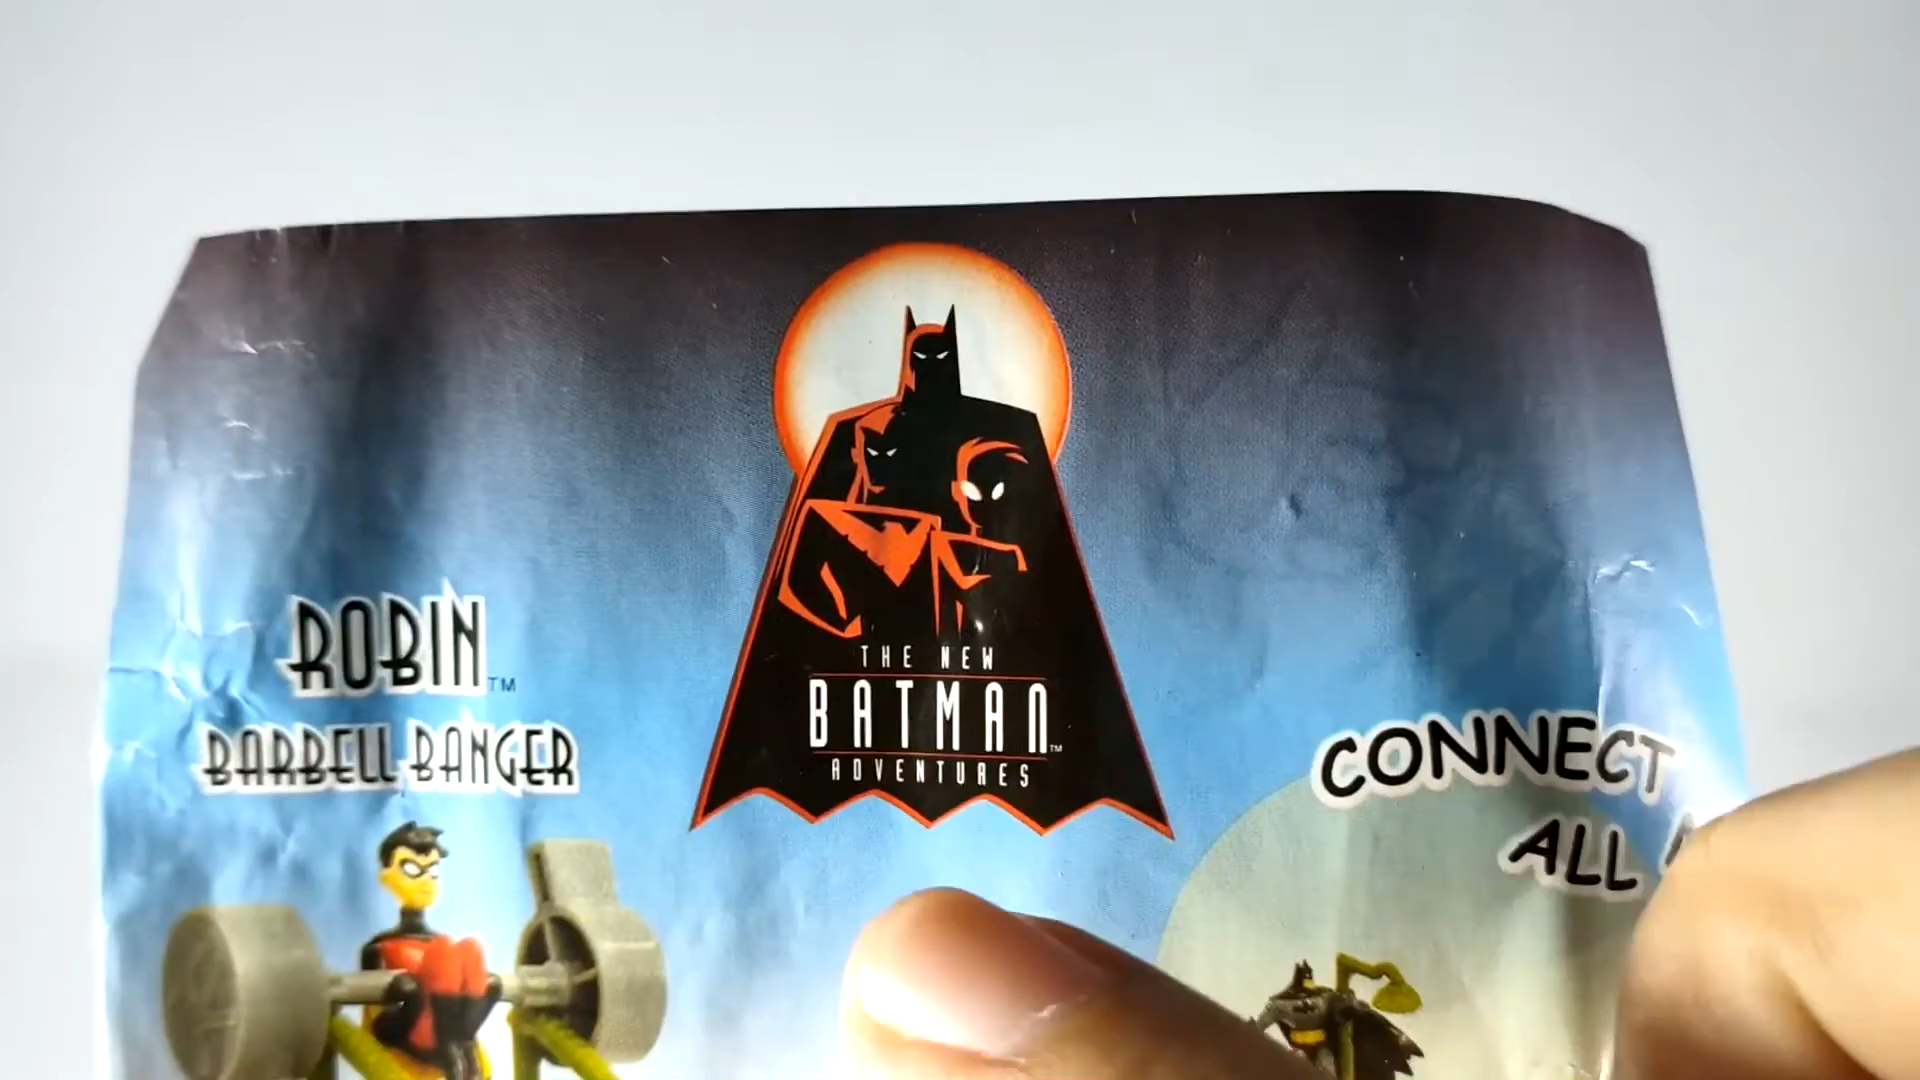 THE NEW
BATMAN™
ADVENTURES
ROBIN™
BARBELL BANGER
CONNECT
ALL